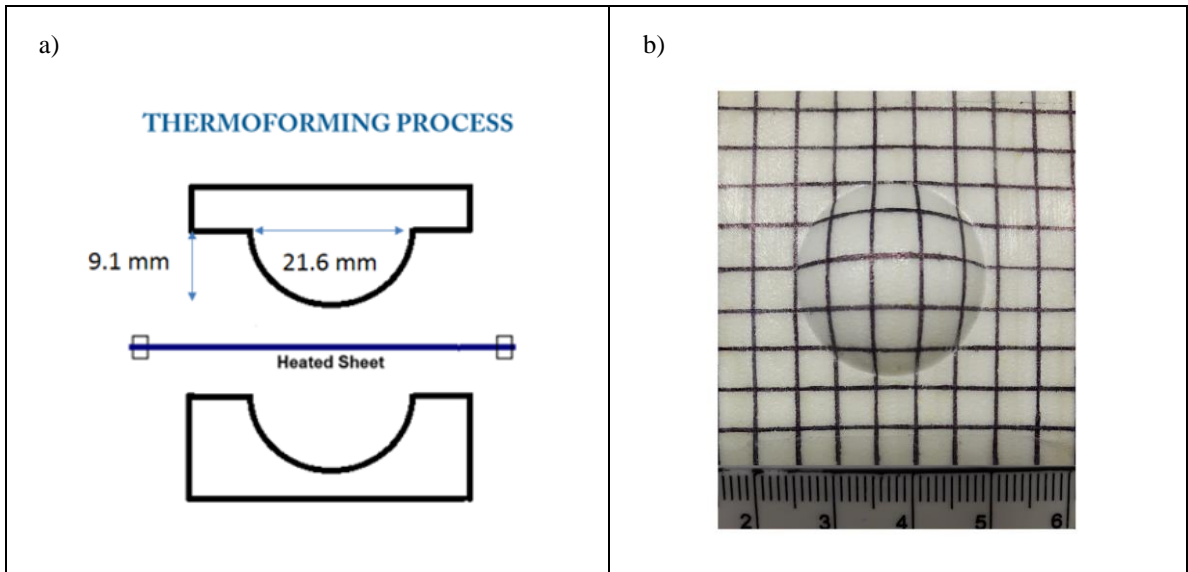 a)
THERMOFORMING PROCESS
9.1 mm
21.6 mm
Heated Sheet
b)
2 3 4 5 6